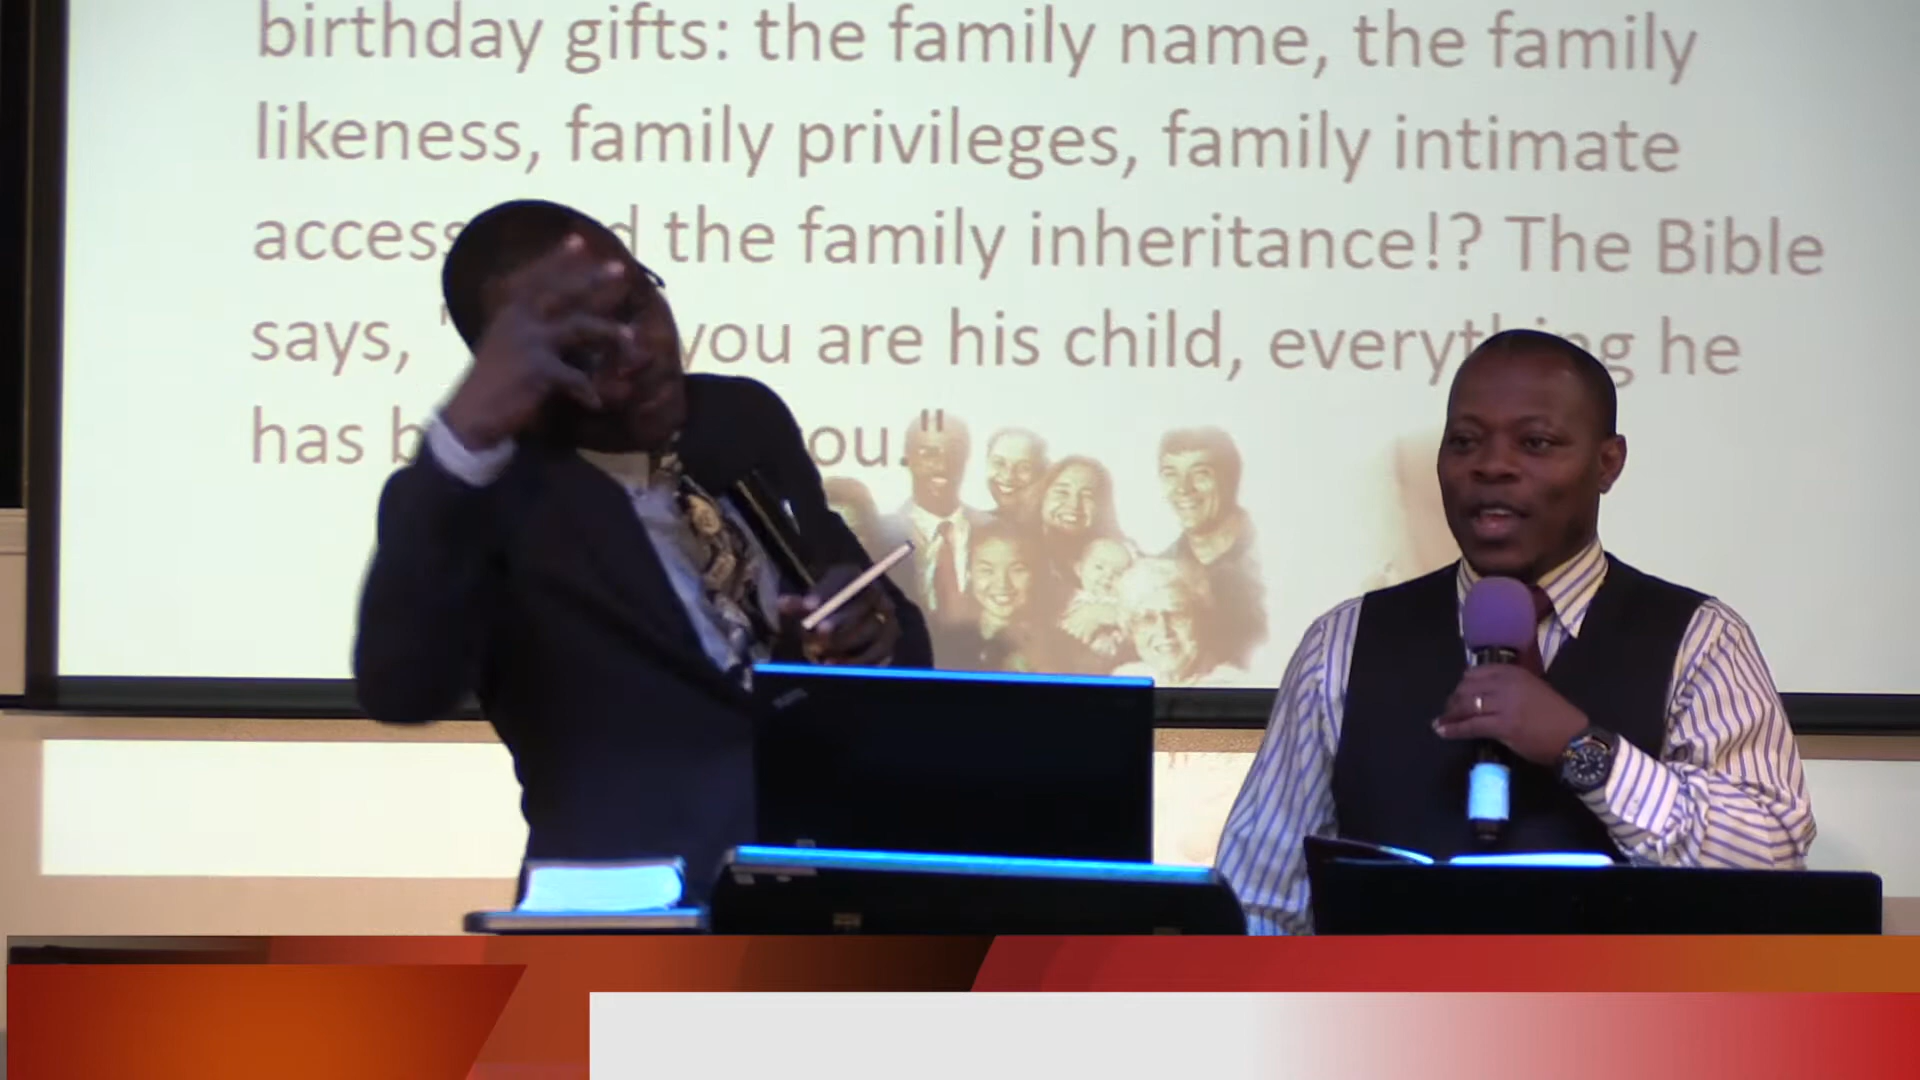 birthday gifts: the family name, the family
likeness, family privileges, family intimate
the family inheritance!? The Bible
says, you are his child, he
has